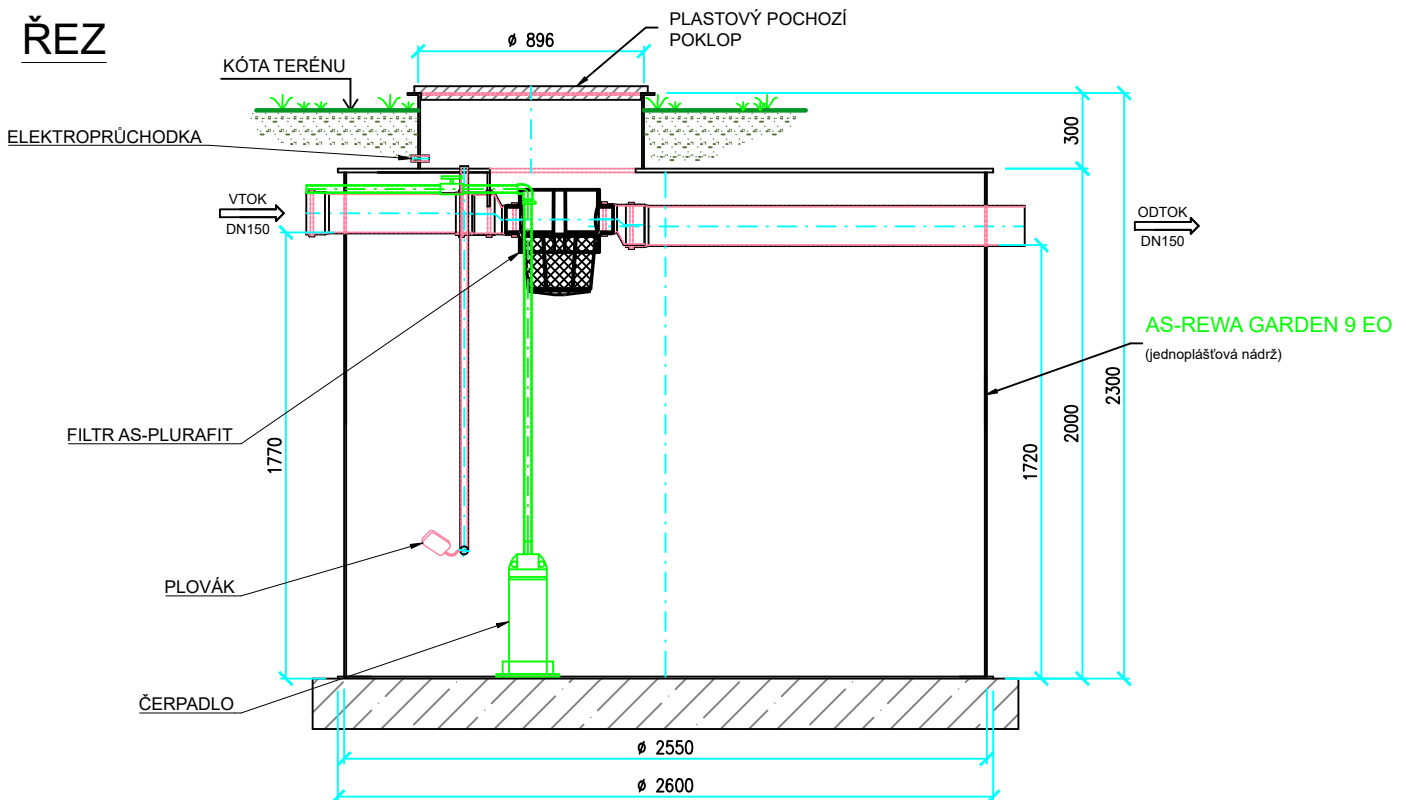 ŘEZ
PLASTOVÝ POCHOZÍ
POKLOP
ø 896
KÓTA TERÉNU
ELEKTROPRŮCHODKA
300
VTOK
DN150
ODTOK
DN150
AS-REWA GARDEN 9 EO
(jednoplášťová nádrž)
2300
2000
1720
1770
FILTR AS-PLURAFIT
PLOVÁK
ČERPADLO
ø 2550
ø 2600